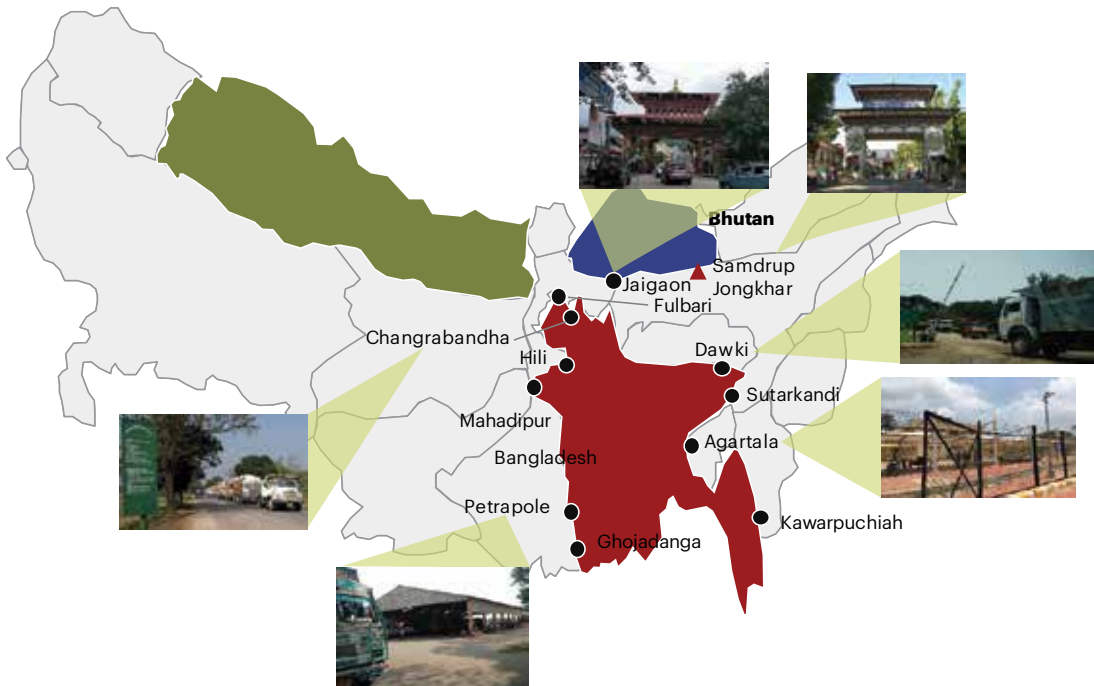 Bhutan
Samdrup
Jongkhar
Jaigaon
Fulbari
Changrabandha
Hili
Dawki
Mahadipur
Sutarkandi
Agartala
Bangladesh
Petrapole
Kawarpuchiah
Ghojadanga